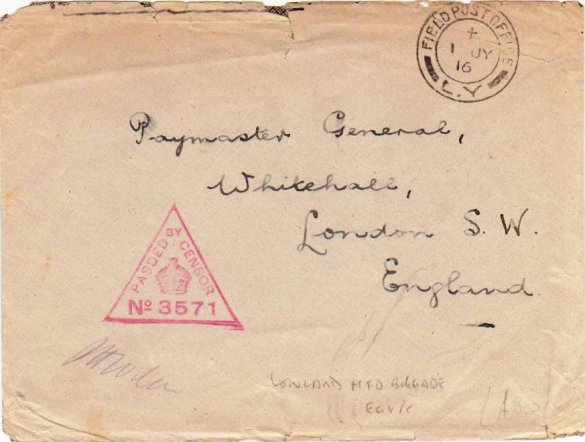 FIELD POST OFFICE
+
1 JY
16
L.Y
Paymaster General,
Whitehall,
London S. W.
England.
PASSED BY CENSOR
No 3571
LOWLAND MTD BRIGADE